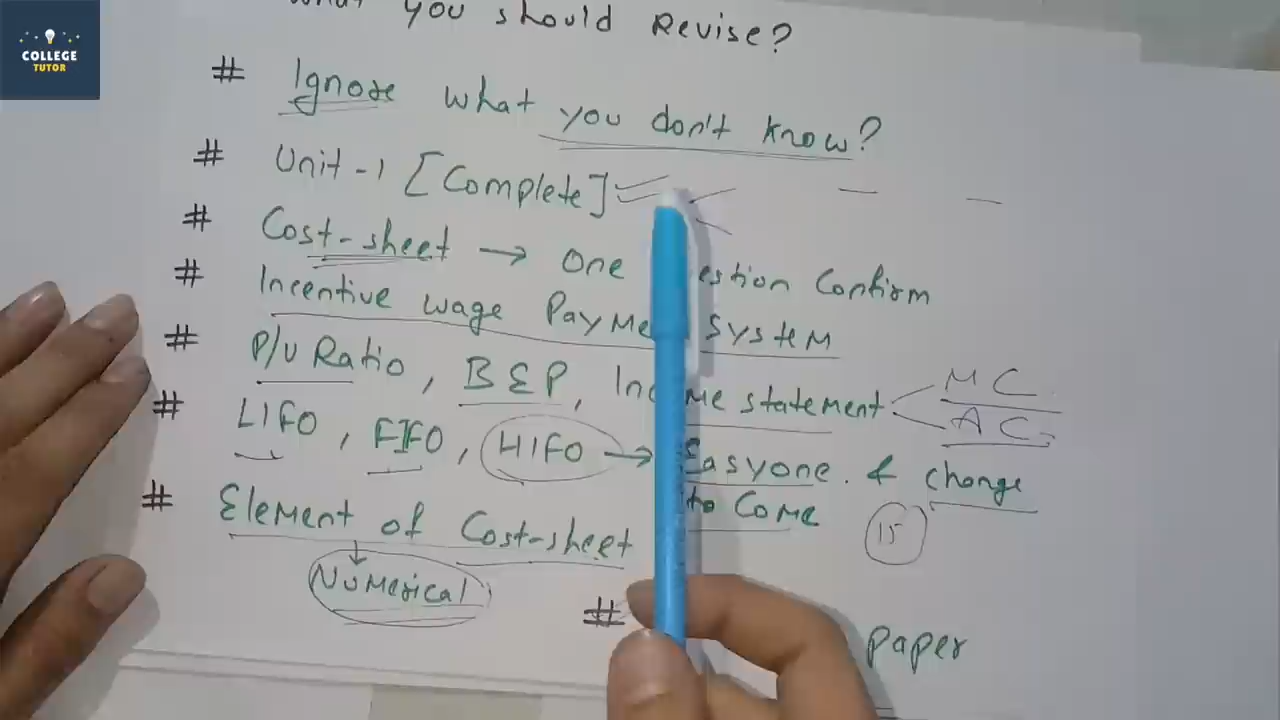 COLLEGE
TUTOR
you should Revise?
# Ignore what you don't know?
# Unit-1 [Complete]
# Cost-sheet → One estion Confirm
# Incentive wage Payme System
# P/V Ratio, BEP, Inc me statement MC
AC
# LIFO, FIFO, HIFO → Easyone. & change
to Come 15
# Element of Cost-sheet
Numerical
#
Paper